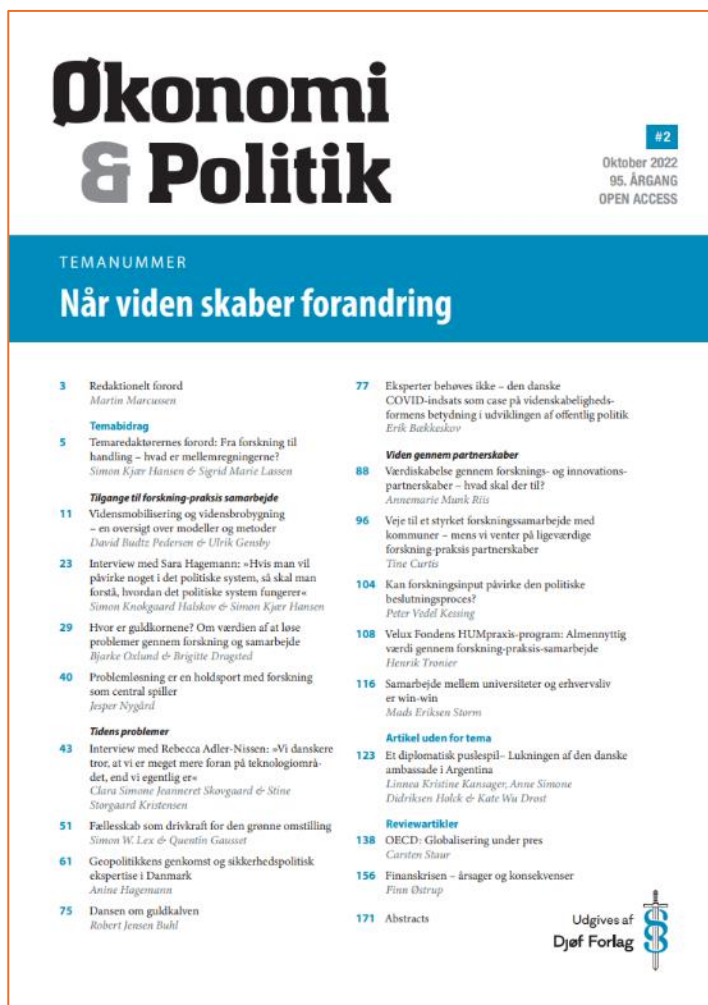 Økonomi
& Politik
#2
Oktober 2022
95. ÅRGANG
OPEN ACCESS
TEMANUMMER
Når viden skaber forandring
3 Redaktionelt forord
Martin Marcussen
Temabidrag
5 Temaredaktørernes forord: Fra forskning til
handling – hvad er mellemregningerne?
Simon Kjær Hansen & Sigrid Marie Lassen
Tilgange til forskning-praksis samarbejde
11 Vidensmobilisering og vidensbrobygning
– en oversigt over modeller og metoder
David Budtz Pedersen & Ulrik Gensby
23 Interview med Sara Hagemann: »Hvis man vil
påvirke noget i det politiske system, så skal man
forstå, hvordan det politiske system fungerer«
Simon Knokgaard Halskov & Simon Kjær Hansen
29 Hvor er guldkornene? Om værdien af at løse
problemer gennem forskning og samarbejde
Bjarke Oxlund & Brigitte Dragsted
40 Problemløsning er en holdsport med forskning
som central spiller
Jesper Nygård
Tidens problemer
43 Interview med Rebecca Adler-Nissen: »Vi danskere
tror, at vi er meget mere foran på teknologiområ-
det, end vi egentlig er«
Clara Simone Jeanneret Skovgaard & Stine
Storgaard Kristensen
51 Fællesskab som drivkraft for den grønne omstilling
Simon W. Lex & Quentin Gausset
61 Geopolitikkens genkomst og sikkerhedspolitisk
ekspertise i Danmark
Anine Hagemann
75 Dansen om guldkalven
Robert Jensen Buhl
77 Eksperter behøves ikke – den danske
COVID-indsats som case på videnskabeligheds-
formens betydning i udviklingen af offentlig politik
Erik Bækkeskov
Viden gennem partnerskaber
88 Værdiskabelse gennem forsknings- og innovations-
partnerskaber – hvad skal der til?
Annemarie Munk Riis
96 Veje til et styrket forskningssamarbejde med
kommuner – mens vi venter på ligeværdige
forskning-praksis partnerskaber
Tine Curtis
104 Kan forskningsinput påvirke den politiske
beslutningsproces?
Peter Vedel Kessing
108 Velux Fondens HUMpraxis-program: Almennyttig
værdi gennem forskning-praksis-samarbejde
Henrik Tronier
116 Samarbejde mellem universiteter og erhvervsliv
er win-win
Mads Eriksen Storm
Artikel uden for tema
123 Et diplomatisk puslespil– Lukningen af den danske
ambassade i Argentina
Linnea Kristine Kansager, Anne Simone
Didriksen Holck & Kate Wu Drøst
Reviewartikler
138 OECD: Globalisering under pres
Carsten Staur
156 Finanskrisen – årsager og konsekvenser
Finn Østrup
171 Abstracts
Udgives af
Djøf Forlag